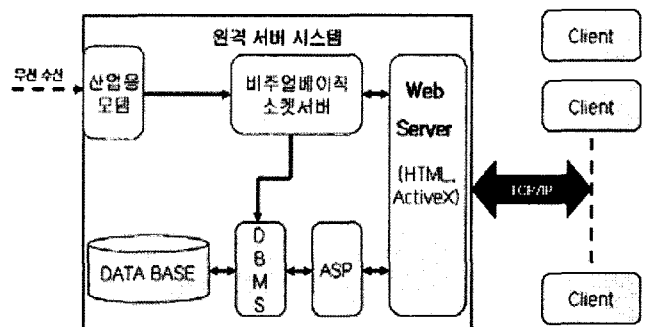 원격 서버 시스템
무선 수신
산업용
모뎀
비주얼베이직
소켓서버
Web
Server
(HTML,
ActiveX)
TCP/IP
Client
Client
Client
DATA BASE
D
B
M
S
ASP